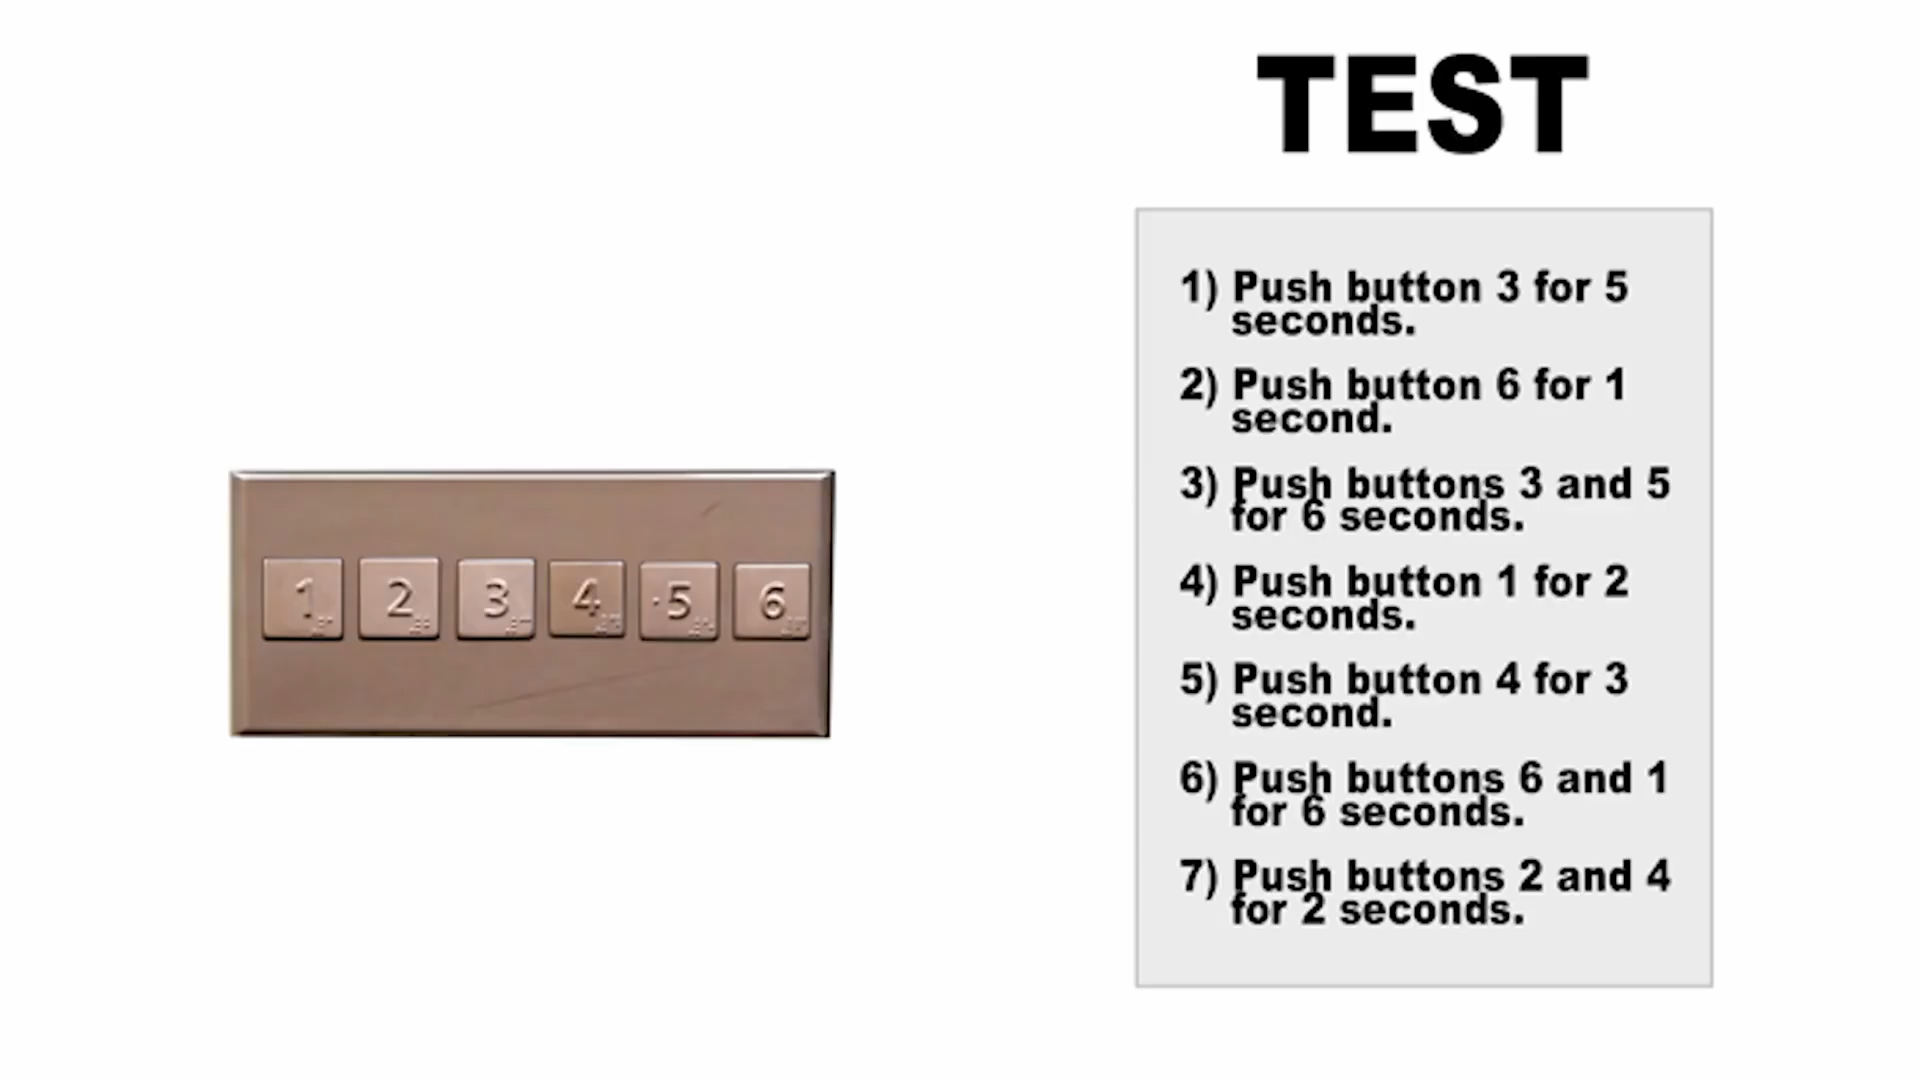 TEST
1) Push button 3 for 5
seconds.
2) Push button 6 for 1
second.
3) Push buttons 3 and 5
for 6 seconds.
4) Push button 1 for 2
seconds.
5) Push button 4 for 3
second.
6) Push buttons 6 and 1
for 6 seconds.
7) Push buttons 2 and 4
for 2 seconds.
1 2 3 4 5 6